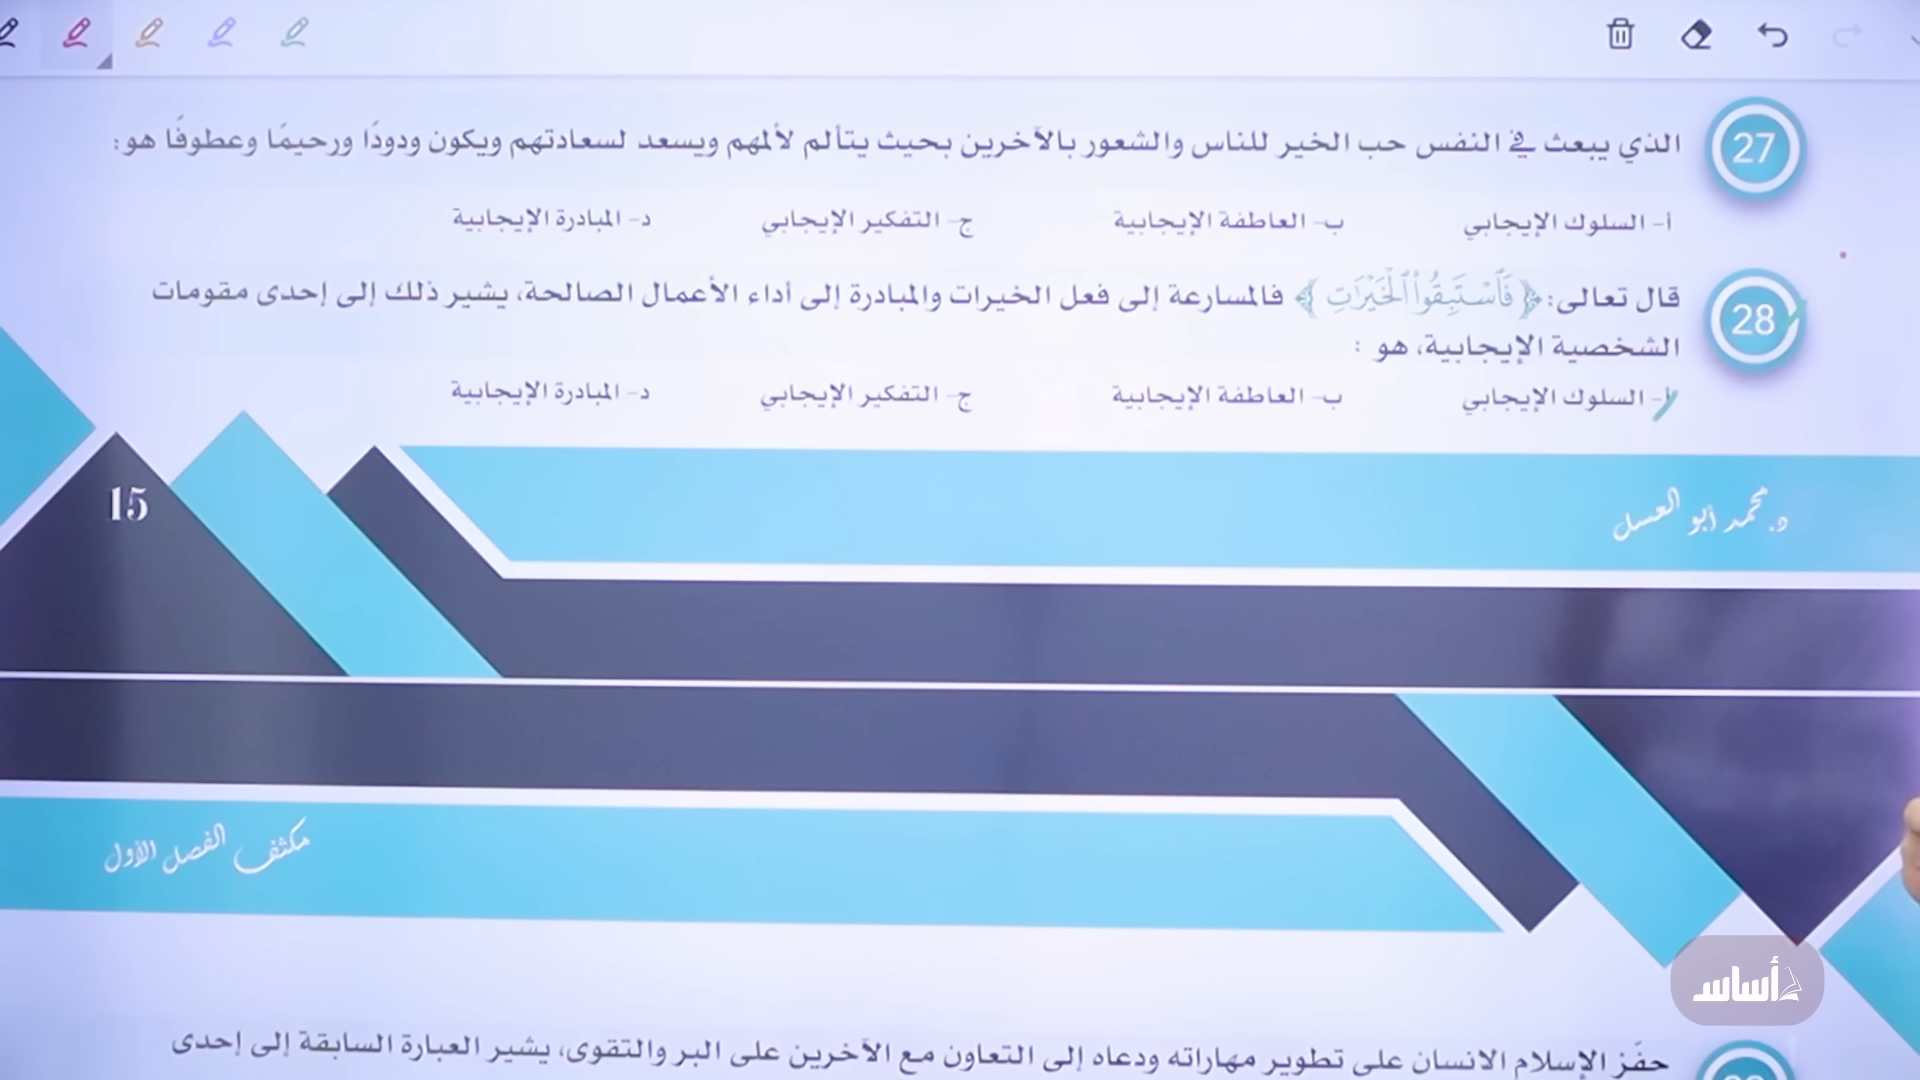 27
الذي يبعث في النفس حب الخير للناس والشعور بالآخرين بحيث يتألم لألمهم ويسعد لسعادتهم ويكون ودودًا ورحيمًا وعطوفًا هو:
أ- السلوك الإيجابي ب- العاطفة الإيجابية ج- التفكير الإيجابي د- المبادرة الإيجابية
28
قال تعالى: ﴿فَٱسْتَبِقُوا۟ ٱلْخَيْرَٰتِ﴾ فالمسارعة إلى فعل الخيرات والمبادرة إلى أداء الأعمال الصالحة، يشير ذلك إلى إحدى مقومات
الشخصية الإيجابية، هو :
أ- السلوك الإيجابي ب- العاطفة الإيجابية ج- التفكير الإيجابي د- المبادرة الإيجابية
د. محمد أبو العسل
15
مكثف الفصل الأول
أساس
حفّز الإسلام الانسان على تطوير مهاراته ودعاه إلى التعاون مع الآخرين على البر والتقوى، يشير العبارة السابقة إلى إحدى